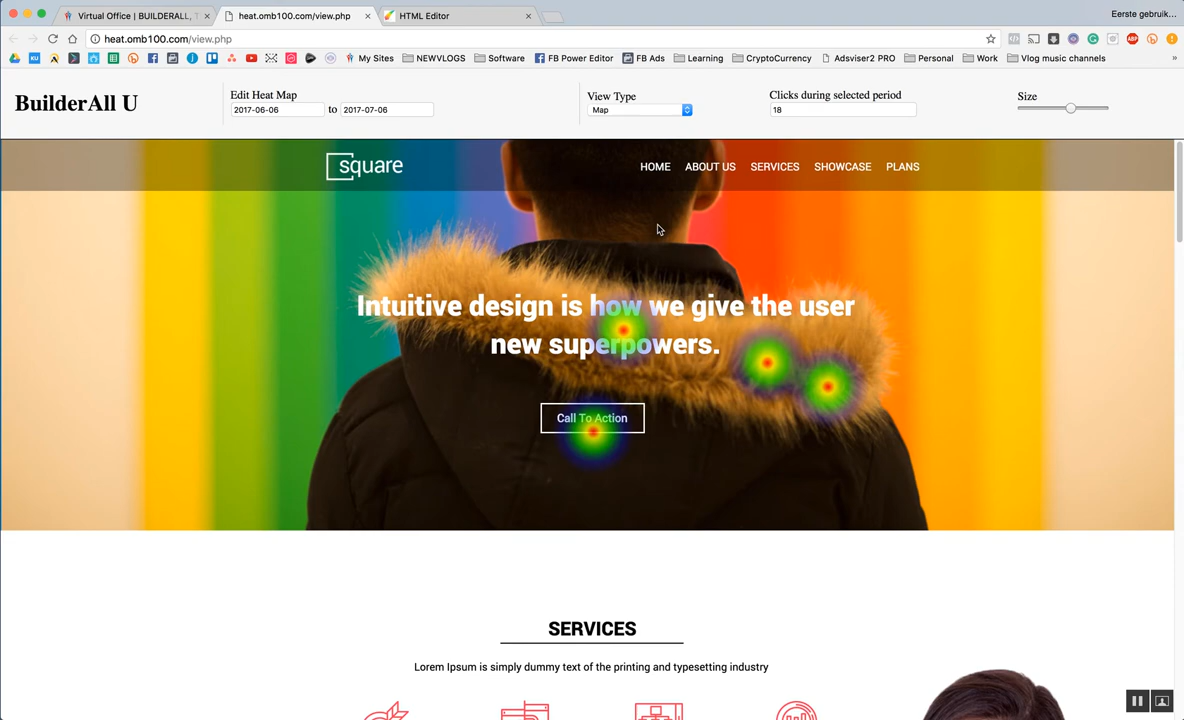 Virtual Office | BUILDERALL, T
heat.omb100.com/view.php
HTML Editor
Eerste gebruik...
heat.omb100.com/view.php
My Sites
NEWVLOGS
Software
FB Power Editor
FB Ads
Learning
CryptoCurrency
Adsviser2 PRO
Personal
Work
Vlog music channels
BuilderAll U
Edit Heat Map
2017-06-06 to 2017-07-06
View Type
Map
Clicks during selected period
18
Size
square
HOME ABOUT US SERVICES SHOWCASE PLANS
Intuitive design is how we give the user
new superpowers.
Call To Action
SERVICES
Lorem Ipsum is simply dummy text of the printing and typesetting industry